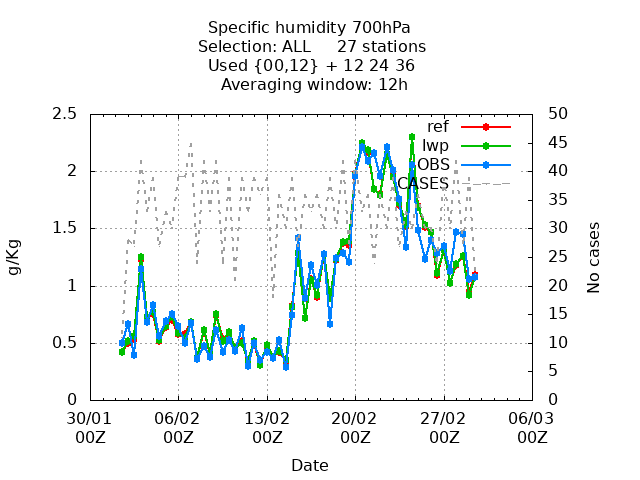 Specific humidity 700hPa
Selection: ALL 27 stations
Used {00,12} + 12 24 36
Averaging window: 12h
2.5
2
1.5
1
0.5
0
g/Kg
ref
lwp
OBS
CASES
50
45
40
35
30
25
20
15
10
5
0
No cases
30/01 06/02 13/02 20/02 27/02 06/03
00Z 00Z 00Z 00Z 00Z 00Z
Date